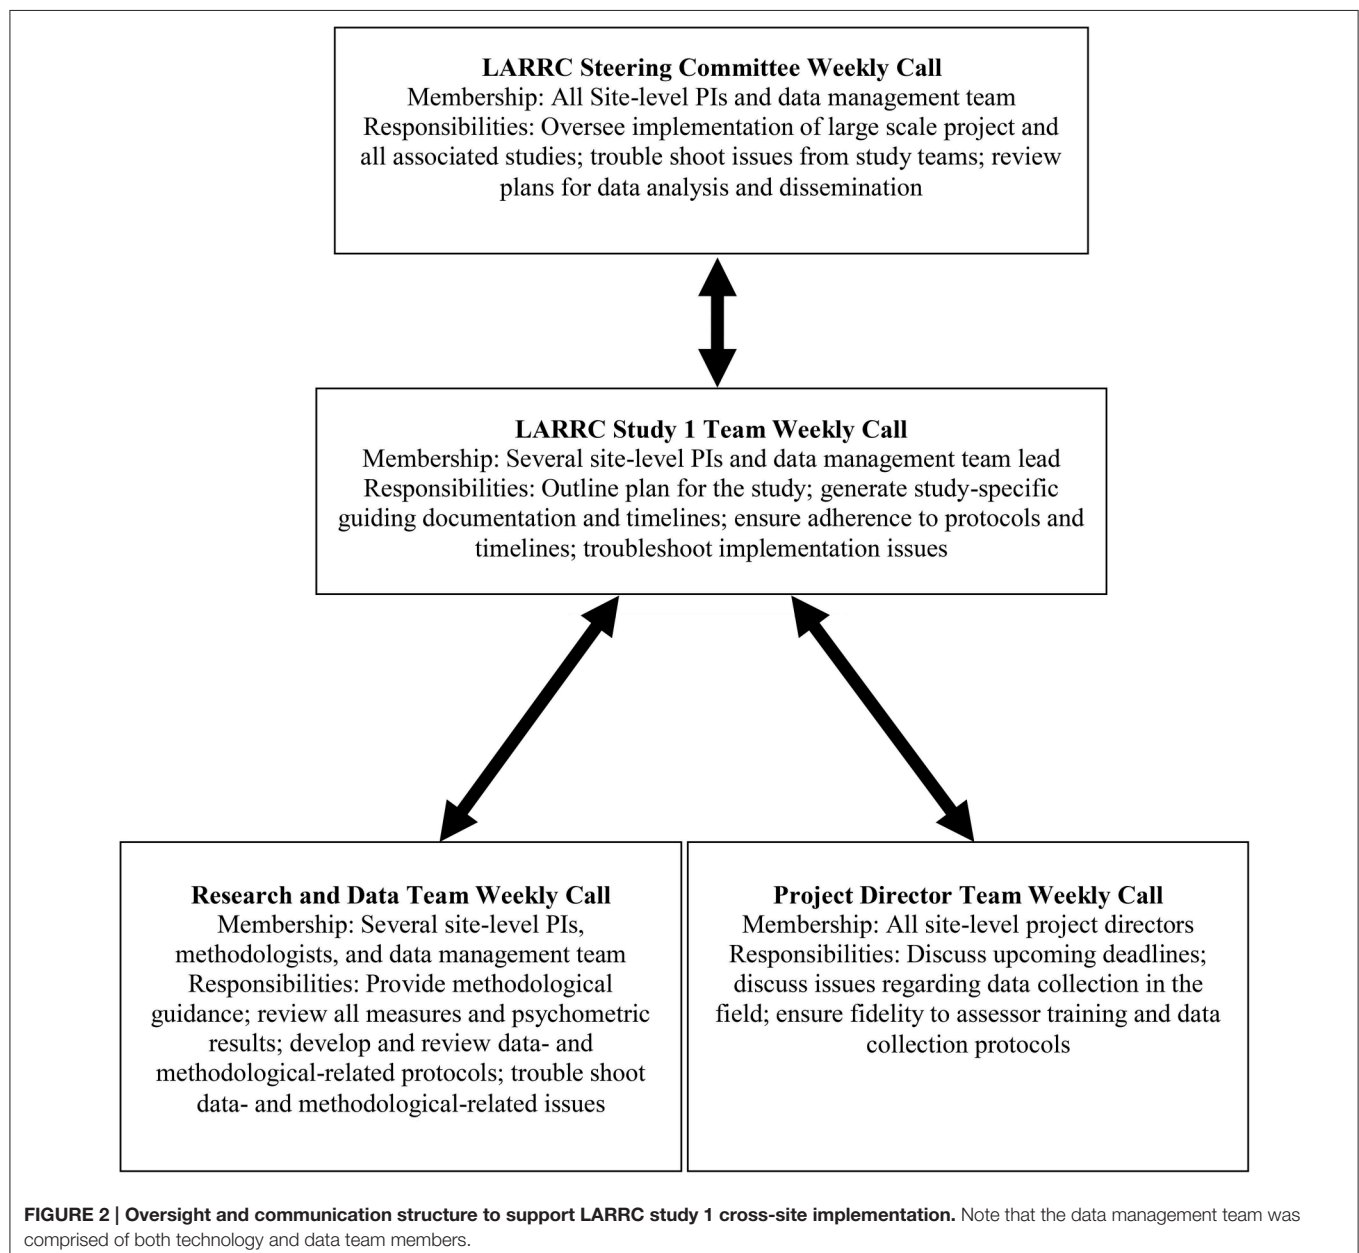 LARRC Steering Committee Weekly Call
Membership: All Site-level PIs and data management team
Responsibilities: Oversee implementation of large scale project and
all associated studies; trouble shoot issues from study teams; review
plans for data analysis and dissemination
LARRC Study 1 Team Weekly Call
Membership: Several site-level PIs and data management team lead
Responsibilities: Outline plan for the study; generate study-specific
guiding documentation and timelines; ensure adherence to protocols and
timelines; troubleshoot implementation issues
Research and Data Team Weekly Call
Membership: Several site-level PIs,
methodologists, and data management team
Responsibilities: Provide methodological
guidance; review all measures and psychometric
results; develop and review data- and
methodological-related protocols; trouble shoot
data- and methodological-related issues
Project Director Team Weekly Call
Membership: All site-level project directors
Responsibilities: Discuss upcoming deadlines;
discuss issues regarding data collection in the
field; ensure fidelity to assessor training and data
collection protocols
FIGURE 2 | Oversight and communication structure to support LARRC study 1 cross-site implementation. Note that the data management team was
comprised of both technology and data team members.